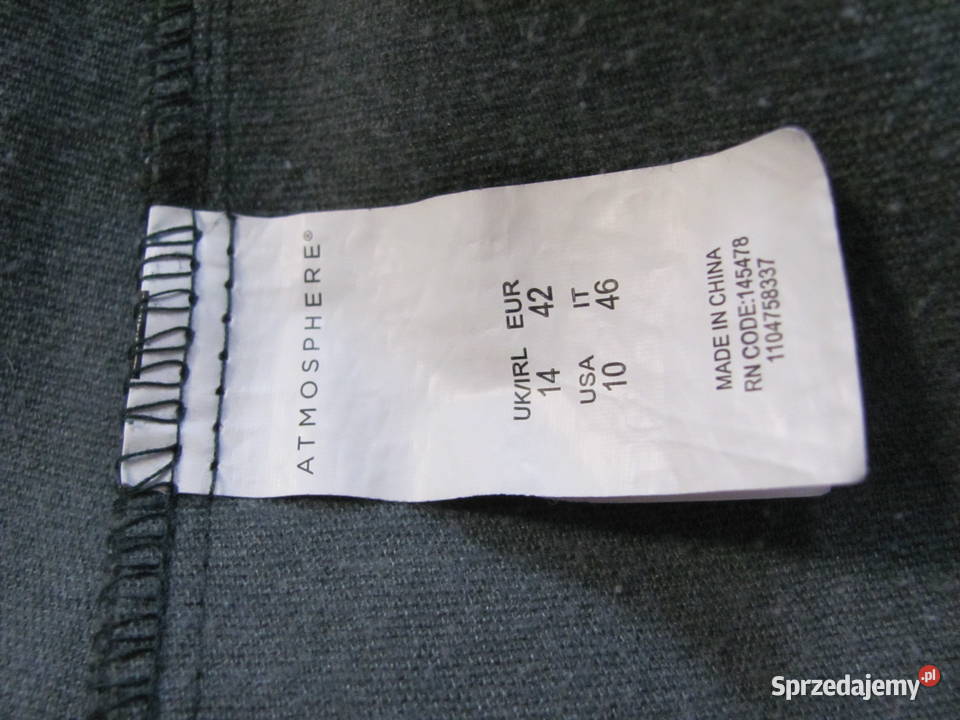 ATMOSPHERE®
UK/IRL EUR
14 42
USA IT
10 46
MADE IN CHINA
RN CODE:145478
1104758337
Sprzedajemy.pl